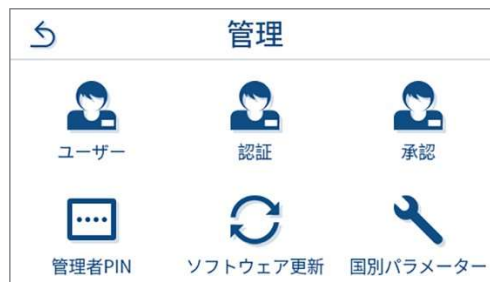 管理
ユーザー
認証
承認
管理者PIN
ソフトウェア更新
国別パラメーター